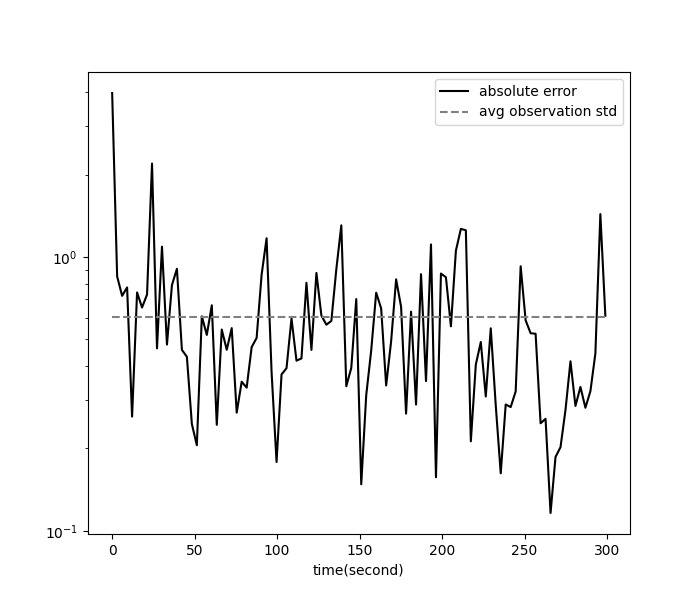 absolute error
avg observation std
10⁰
10⁻¹
0 50 100 150 200 250 300
time(second)